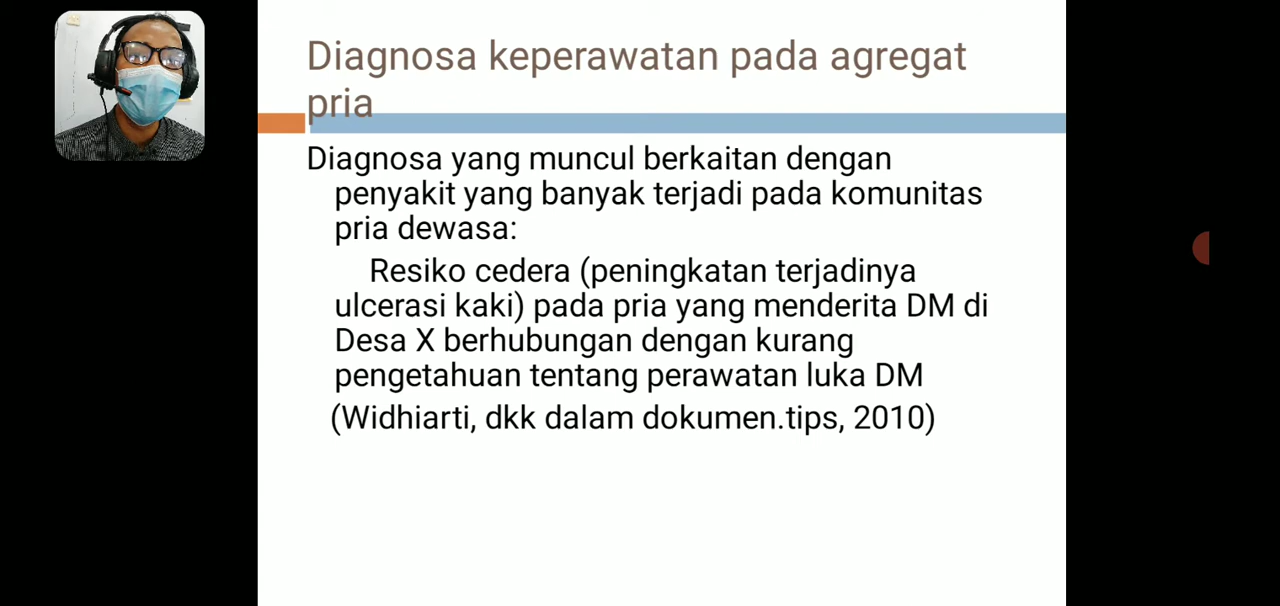 Diagnosa keperawatan pada agregat
pria
Diagnosa yang muncul berkaitan dengan
penyakit yang banyak terjadi pada komunitas
pria dewasa:
Resiko cedera (peningkatan terjadinya
ulcerasi kaki) pada pria yang menderita DM di
Desa X berhubungan dengan kurang
pengetahuan tentang perawatan luka DM
(Widhiarti, dkk dalam dokumen.tips, 2010)